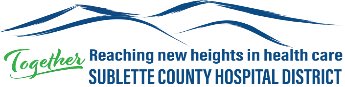 Together Reaching new heights in health care
SUBLETTE COUNTY HOSPITAL DISTRICT